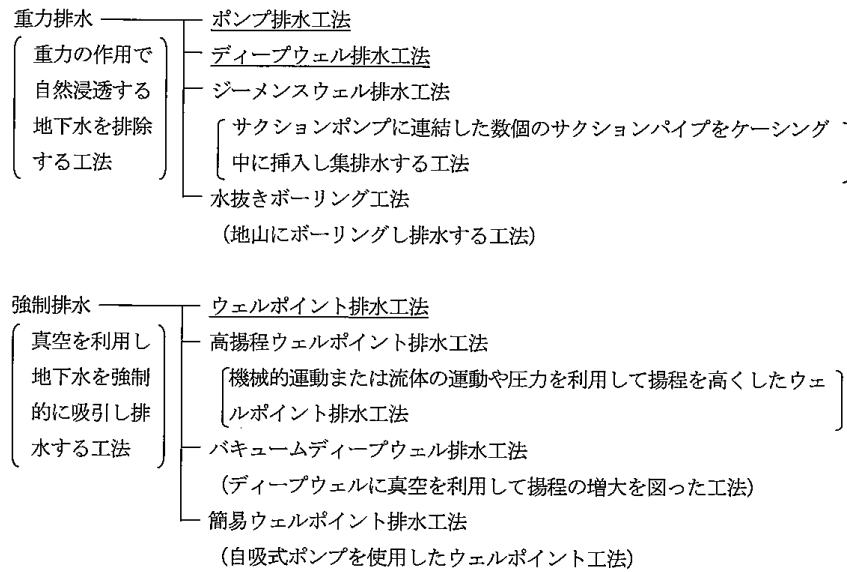 重力排水
重力の作用で
自然浸透する
地下水を排除
する工法
ポンプ排水工法
ディープウェル排水工法
ジーメンスウェル排水工法
サクションポンプに連結した数個のサクションパイプをケーシング
中に挿入し集排水する工法
水抜きボーリング工法
(地山にボーリングし排水する工法)
強制排水
真空を利用し
地下水を強制
的に吸引し排
水する工法
ウェルポイント排水工法
高揚程ウェルポイント排水工法
機械的運動または流体の運動や圧力を利用して揚程を高くしたウェ
ルポイント排水工法
バキュームディープウェル排水工法
(ディープウェルに真空を利用して揚程の増大を図った工法)
簡易ウェルポイント排水工法
(自吸式ポンプを使用したウェルポイント工法)